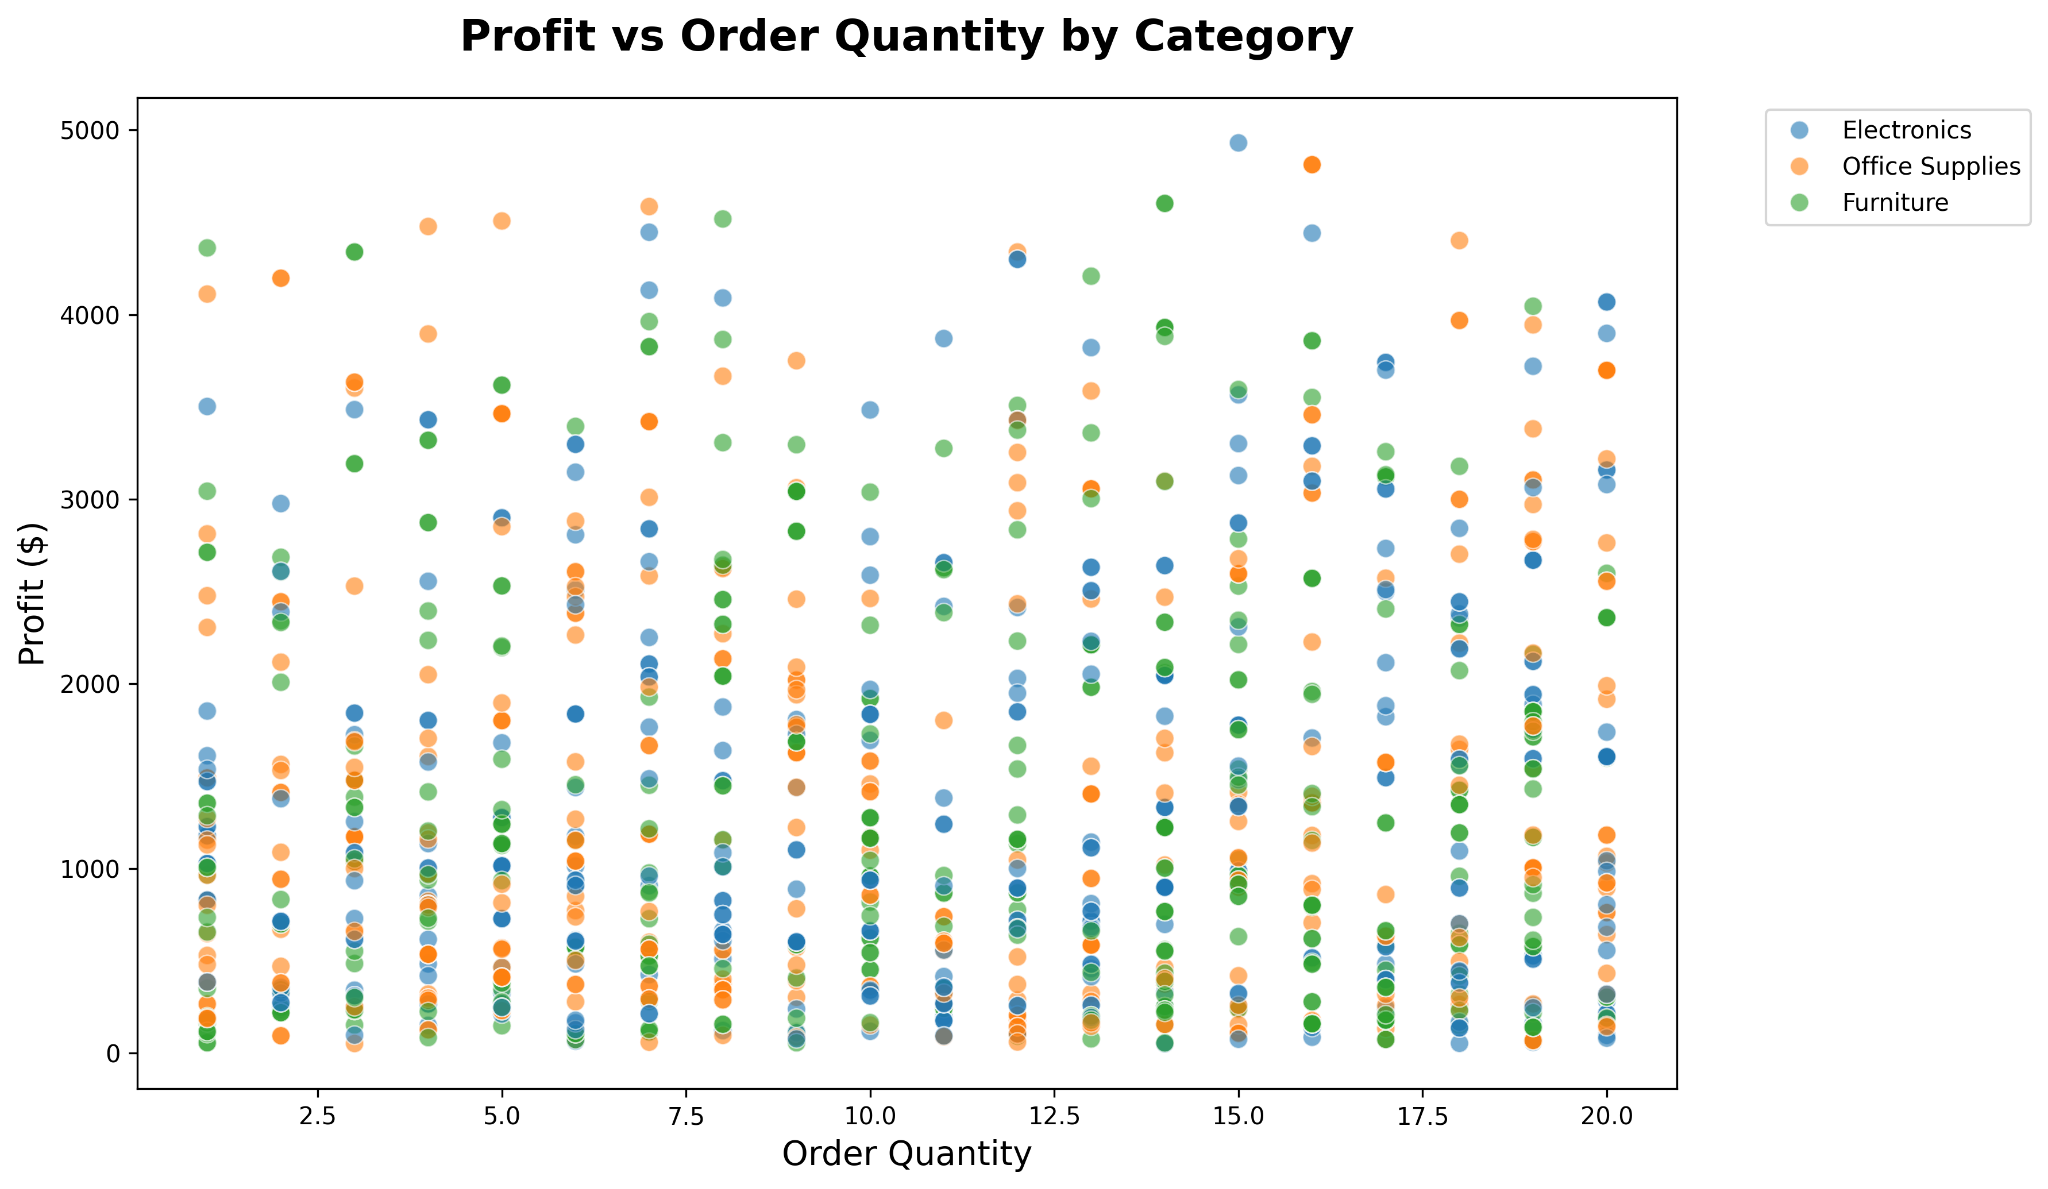 Profit vs Order Quantity by Category
Electronics
Office Supplies
Furniture
Profit ($)
5000
4000
3000
2000
1000
0
2.5 5.0 7.5 10.0 12.5 15.0 17.5 20.0
Order Quantity